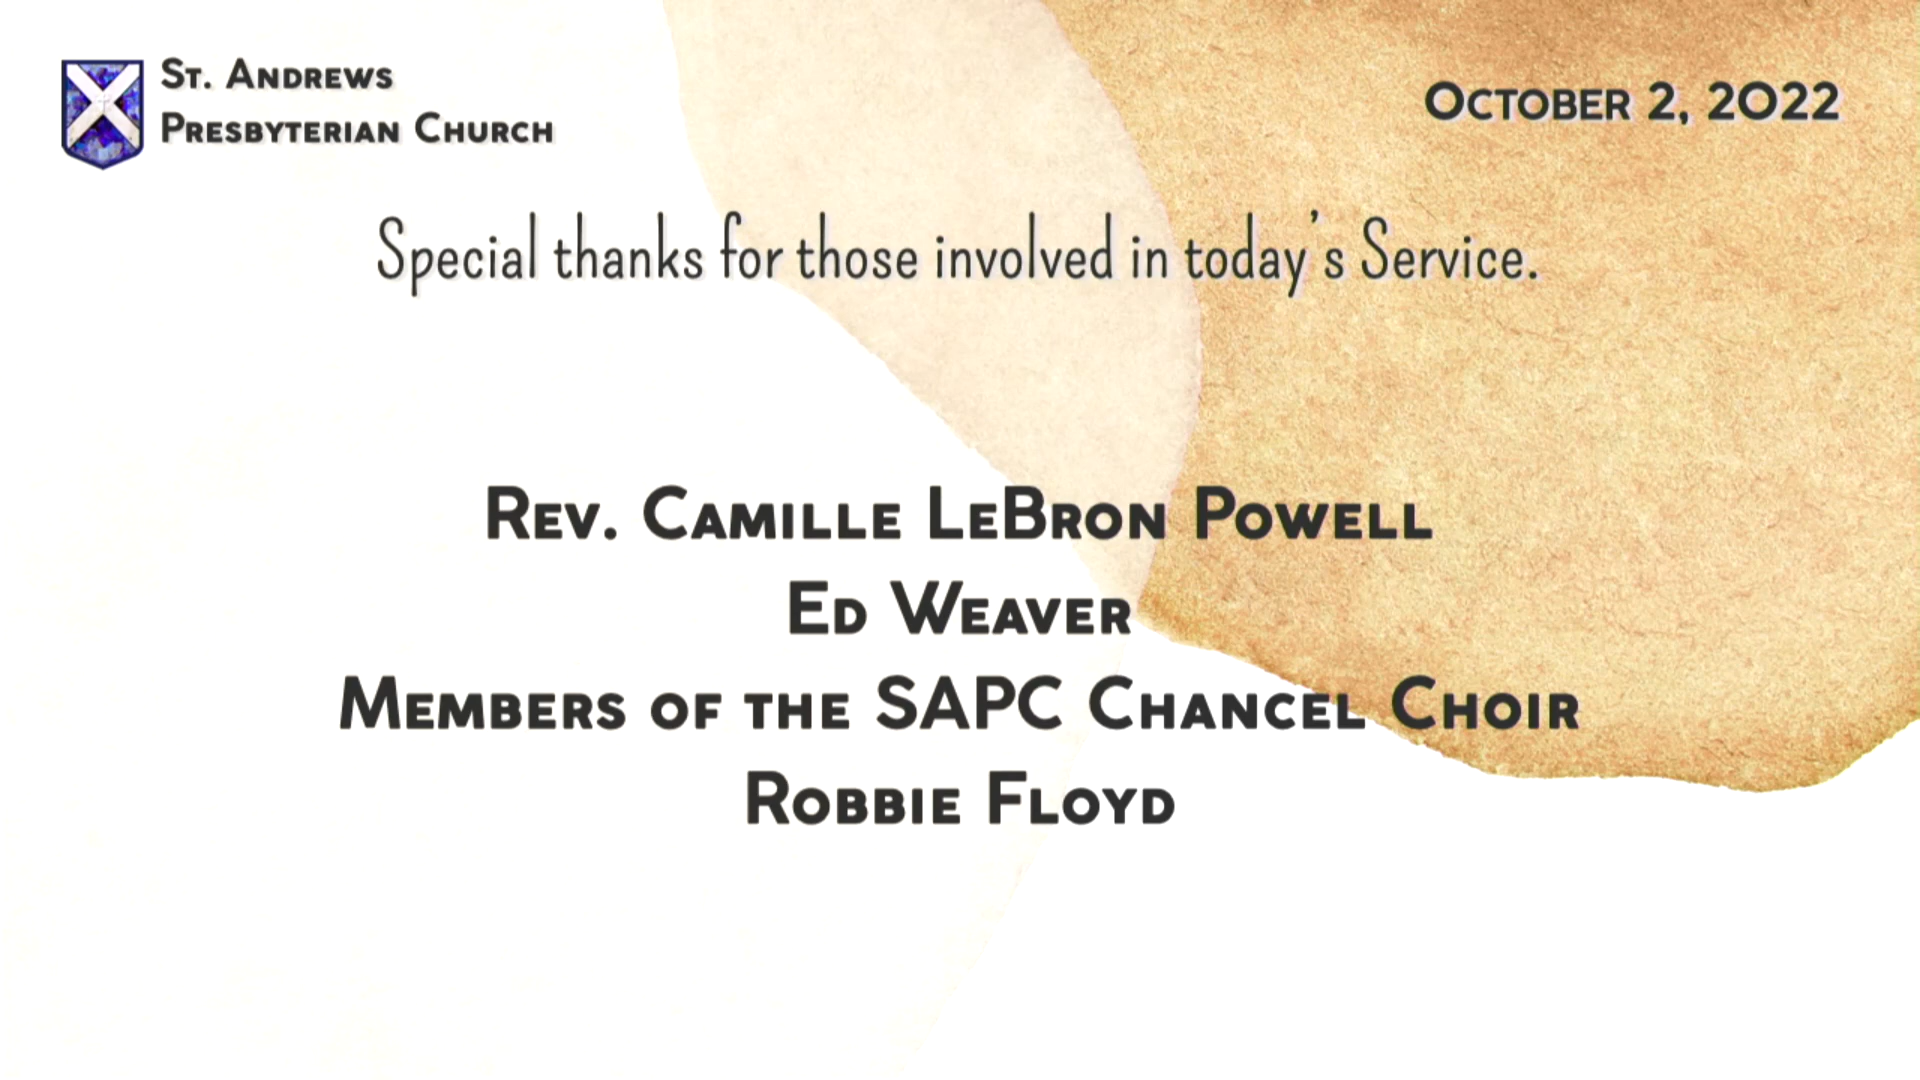 St. Andrews
Presbyterian Church
October 2, 2022
Special thanks for those involved in today's Service.
Rev. Camille LeBron Powell
Ed Weaver
Members of the SAPC Chancel Choir
Robbie Floyd